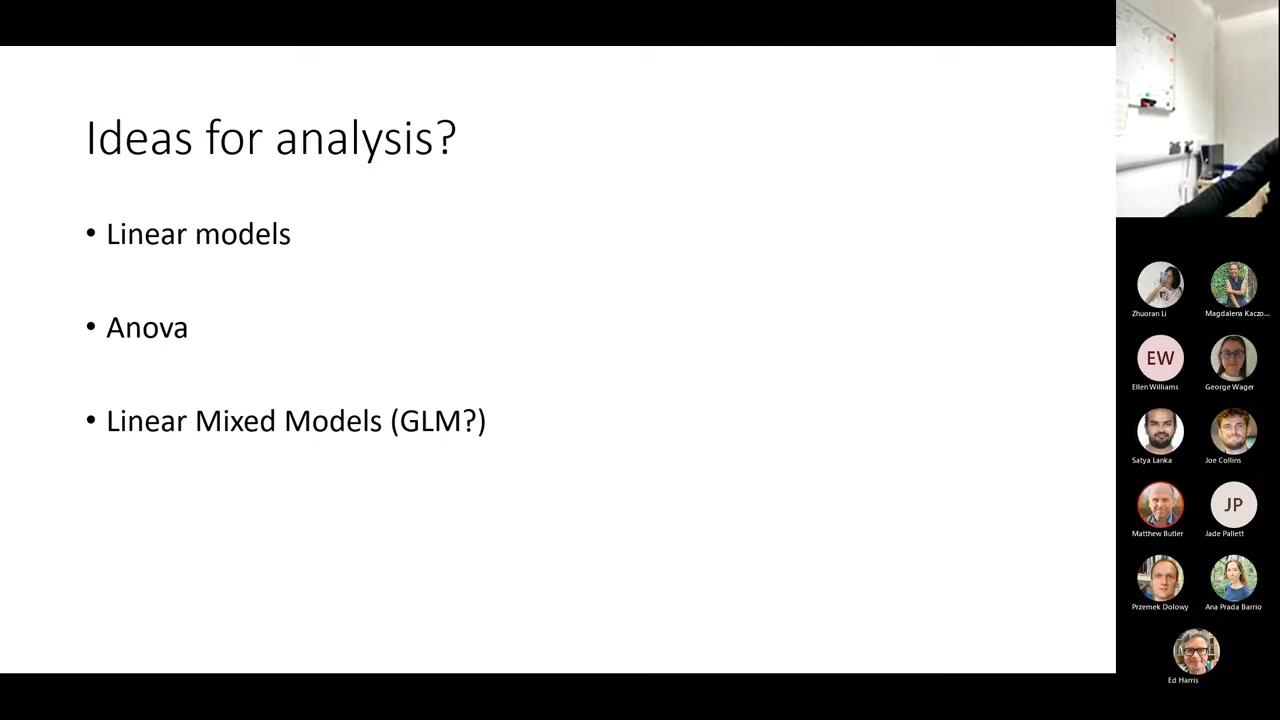 Ideas for analysis?
• Linear models
• Anova
• Linear Mixed Models (GLM?)
Zhuoran Li
Magdalena Kaczo...
EW
Ellen Williams
George Wager
Satya Lanka
Joe Collins
Matthew Butler
JP
Jade Pallett
Przemek Dolowy
Ana Prada Barrio
Ed Harris